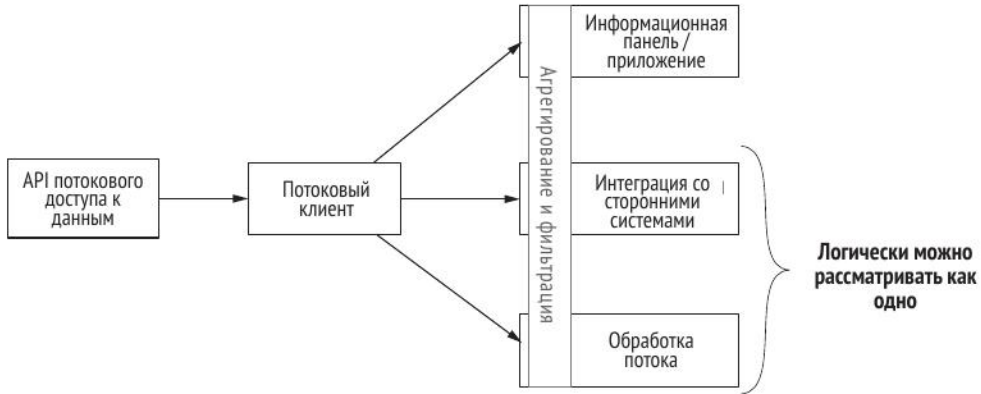 API потокового
доступа к
данным
Потоковый
клиент
Агрегирование и фильтрация
Информационная
панель /
приложение
Интеграция со
сторонними
системами
Обработка
потока
Логически можно
рассматривать как
одно